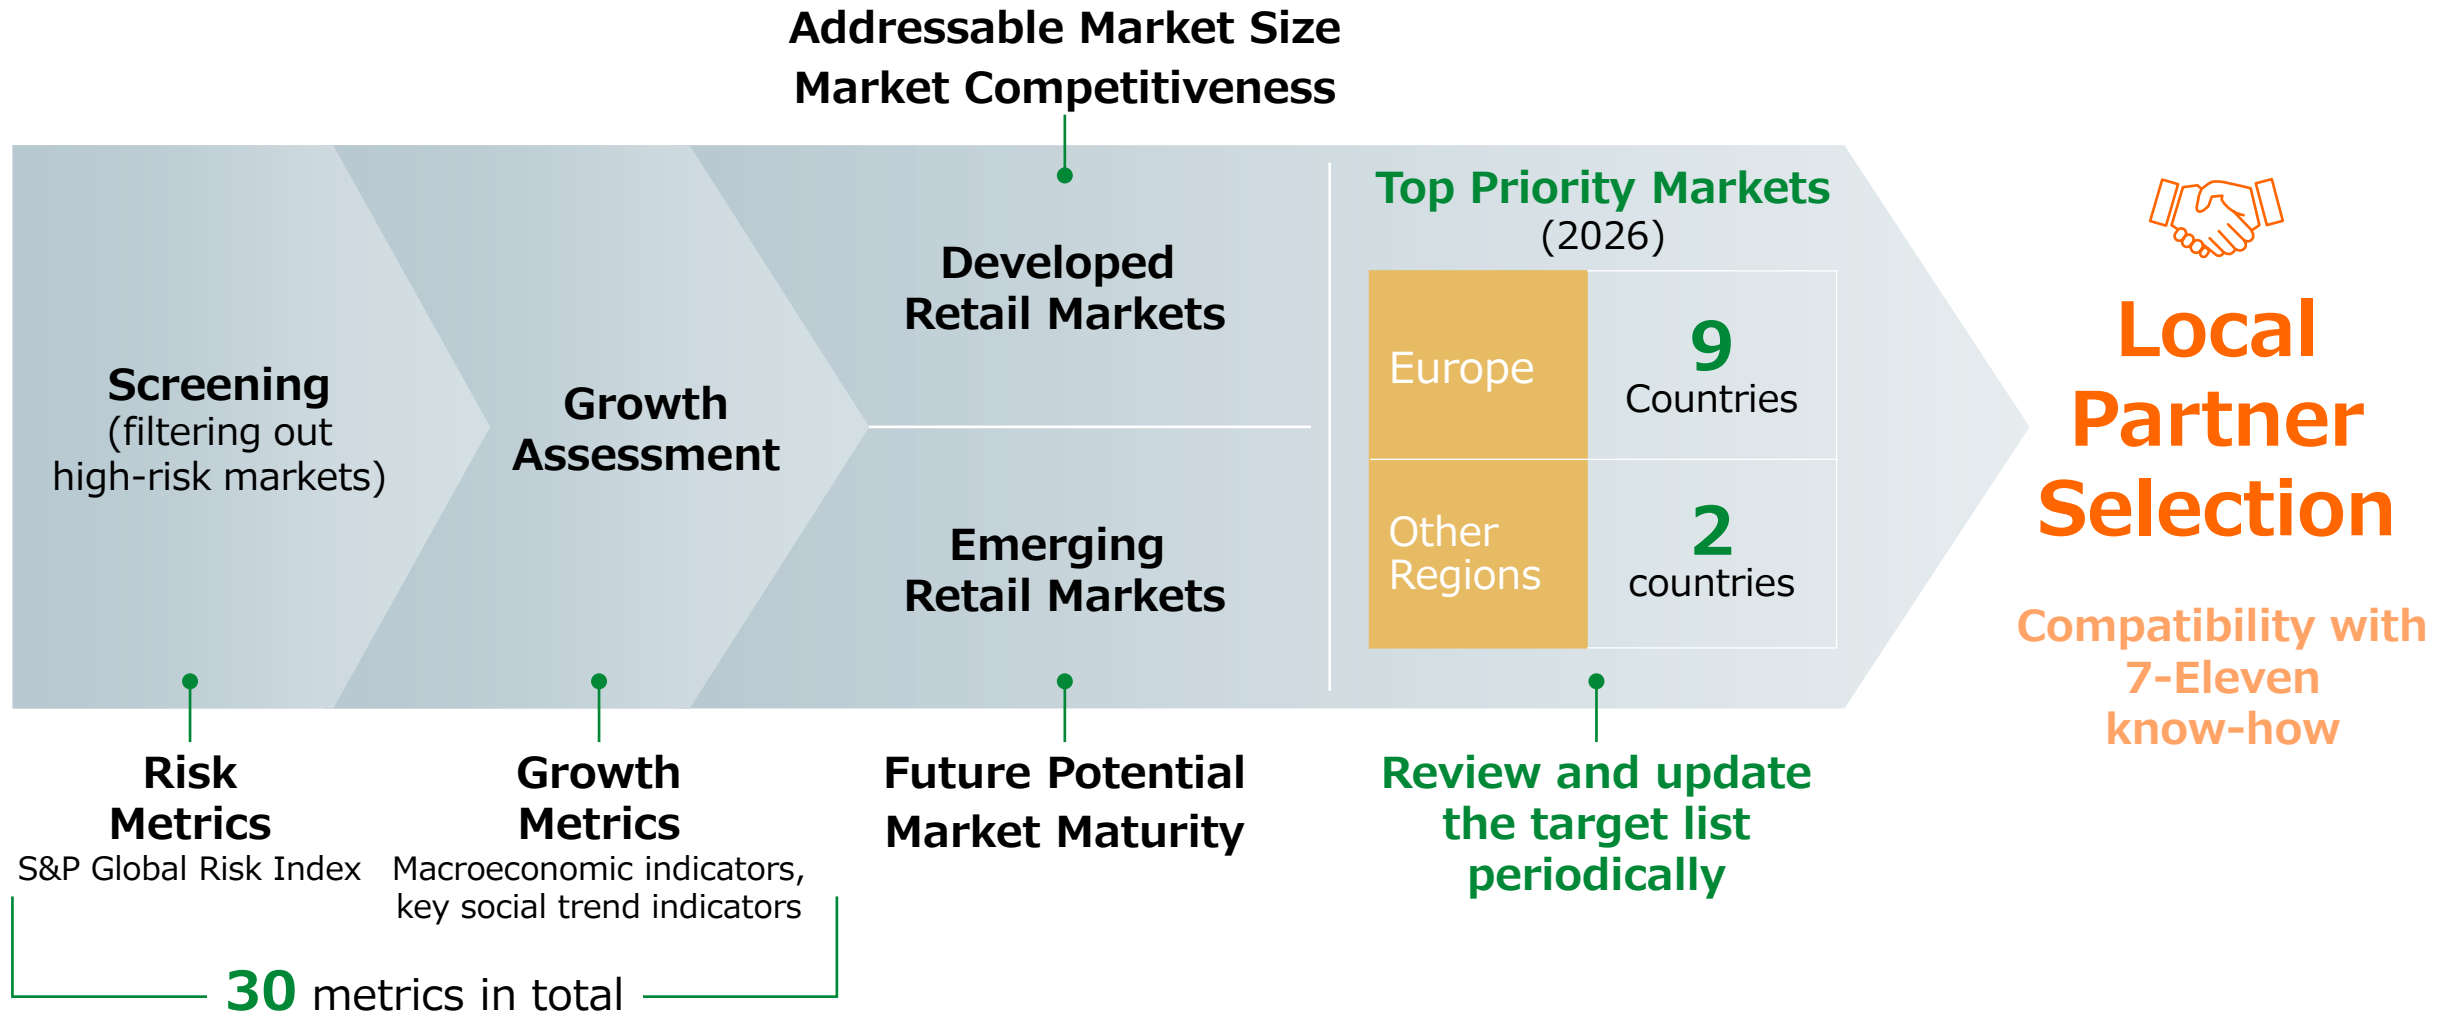 Addressable Market Size
Market Competitiveness
Screening
(filtering out
high-risk markets)
Growth
Assessment
Developed
Retail Markets
Emerging
Retail Markets
Top Priority Markets
(2026)
Europe
9
Countries
Other
Regions
2
countries
Local
Partner
Selection
Compatibility with
7-Eleven
know-how
Risk
Metrics
S&P Global Risk Index
Growth
Metrics
Macroeconomic indicators,
key social trend indicators
30 metrics in total
Future Potential
Market Maturity
Review and update
the target list
periodically